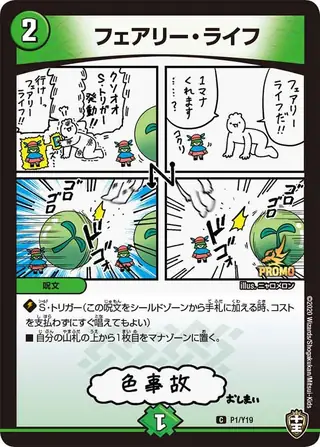 2
フェアリー・ライフ
フェアリー
ライフだ!!
1マナ
くれます
……?
コクッ
クソオオ
S・トリガー
発動!!
行けー。
フェアリー
ライフ!!
ゴロ
ゴロ
ドゴォ
ゴロ
ゴロ
ゴロ
ドゴォ
PROMO
呪文
illus.ニャロメロン
S・トリガー(この呪文をシールドゾーンから手札に加える時、コスト
を支払わずにすぐ唱えてもよい)
■自分の山札の上から1枚目をマナゾーンに置く。
色事故
おしまい
1
C P1/Y19
©2020 Wizards/Shogakukan/Mitsui-Kids